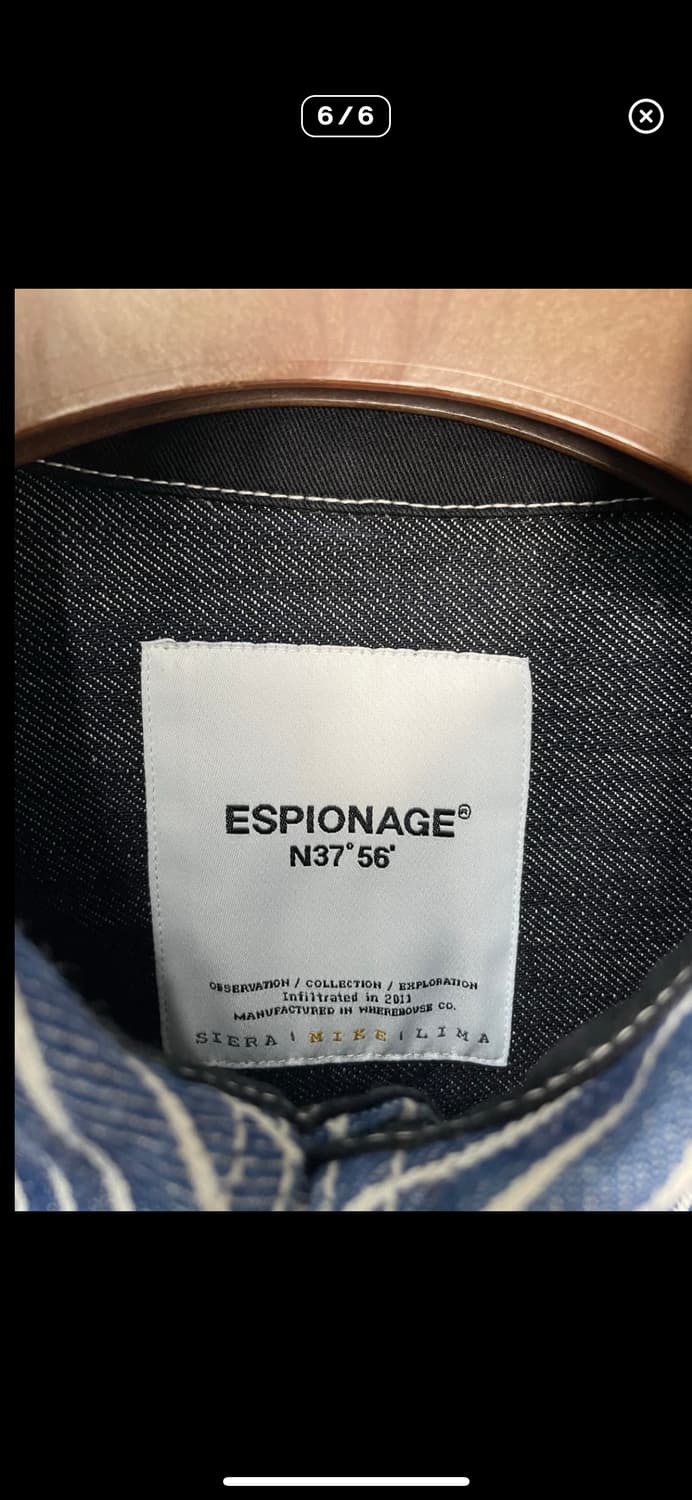 6/6
ESPIONAGE®
N37°56'
OBSERVATION / COLLECTION / EXPLORATION
Infiltrated in 2011
MANUFACTURED IN WHEREHOUSE CO.
SIERA | MIKE | LIMA